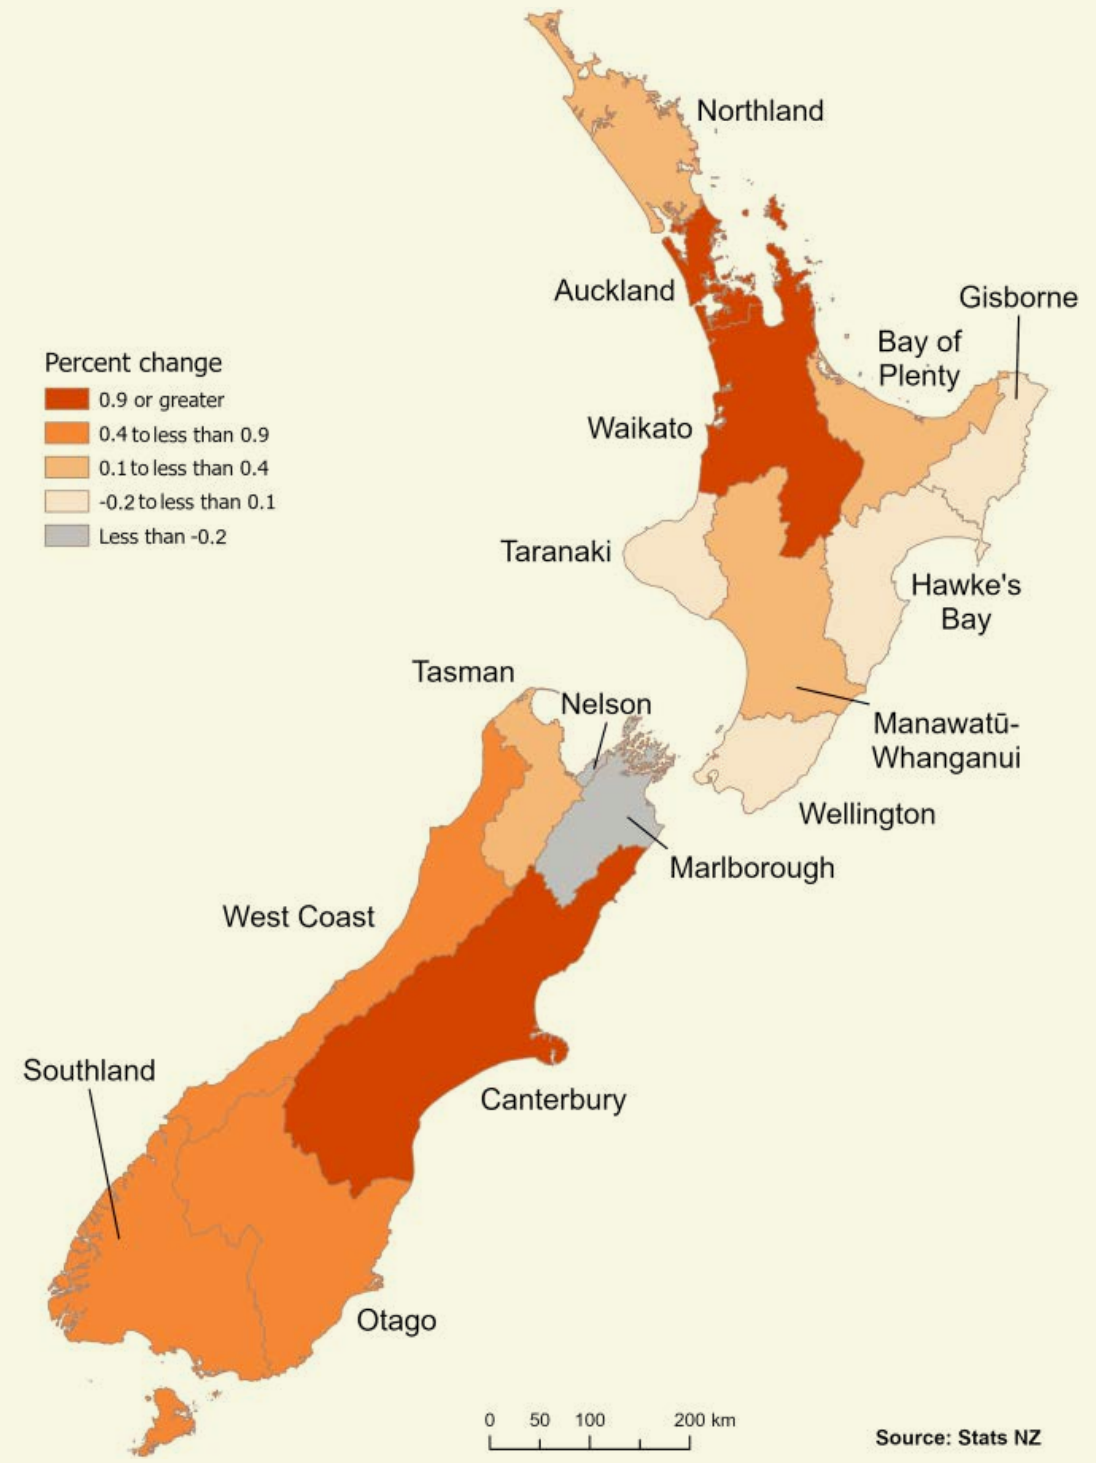 Northland
Auckland
Gisborne
Bay of
Plenty
Percent change
0.9 or greater
0.4 to less than 0.9
0.1 to less than 0.4
-0.2 to less than 0.1
Less than -0.2
Waikato
Taranaki
Hawke's
Bay
Tasman
Nelson
Manawatū-
Whanganui
Wellington
Marlborough
West Coast
Southland
Canterbury
Otago
0 50 100 200 km
Source: Stats NZ